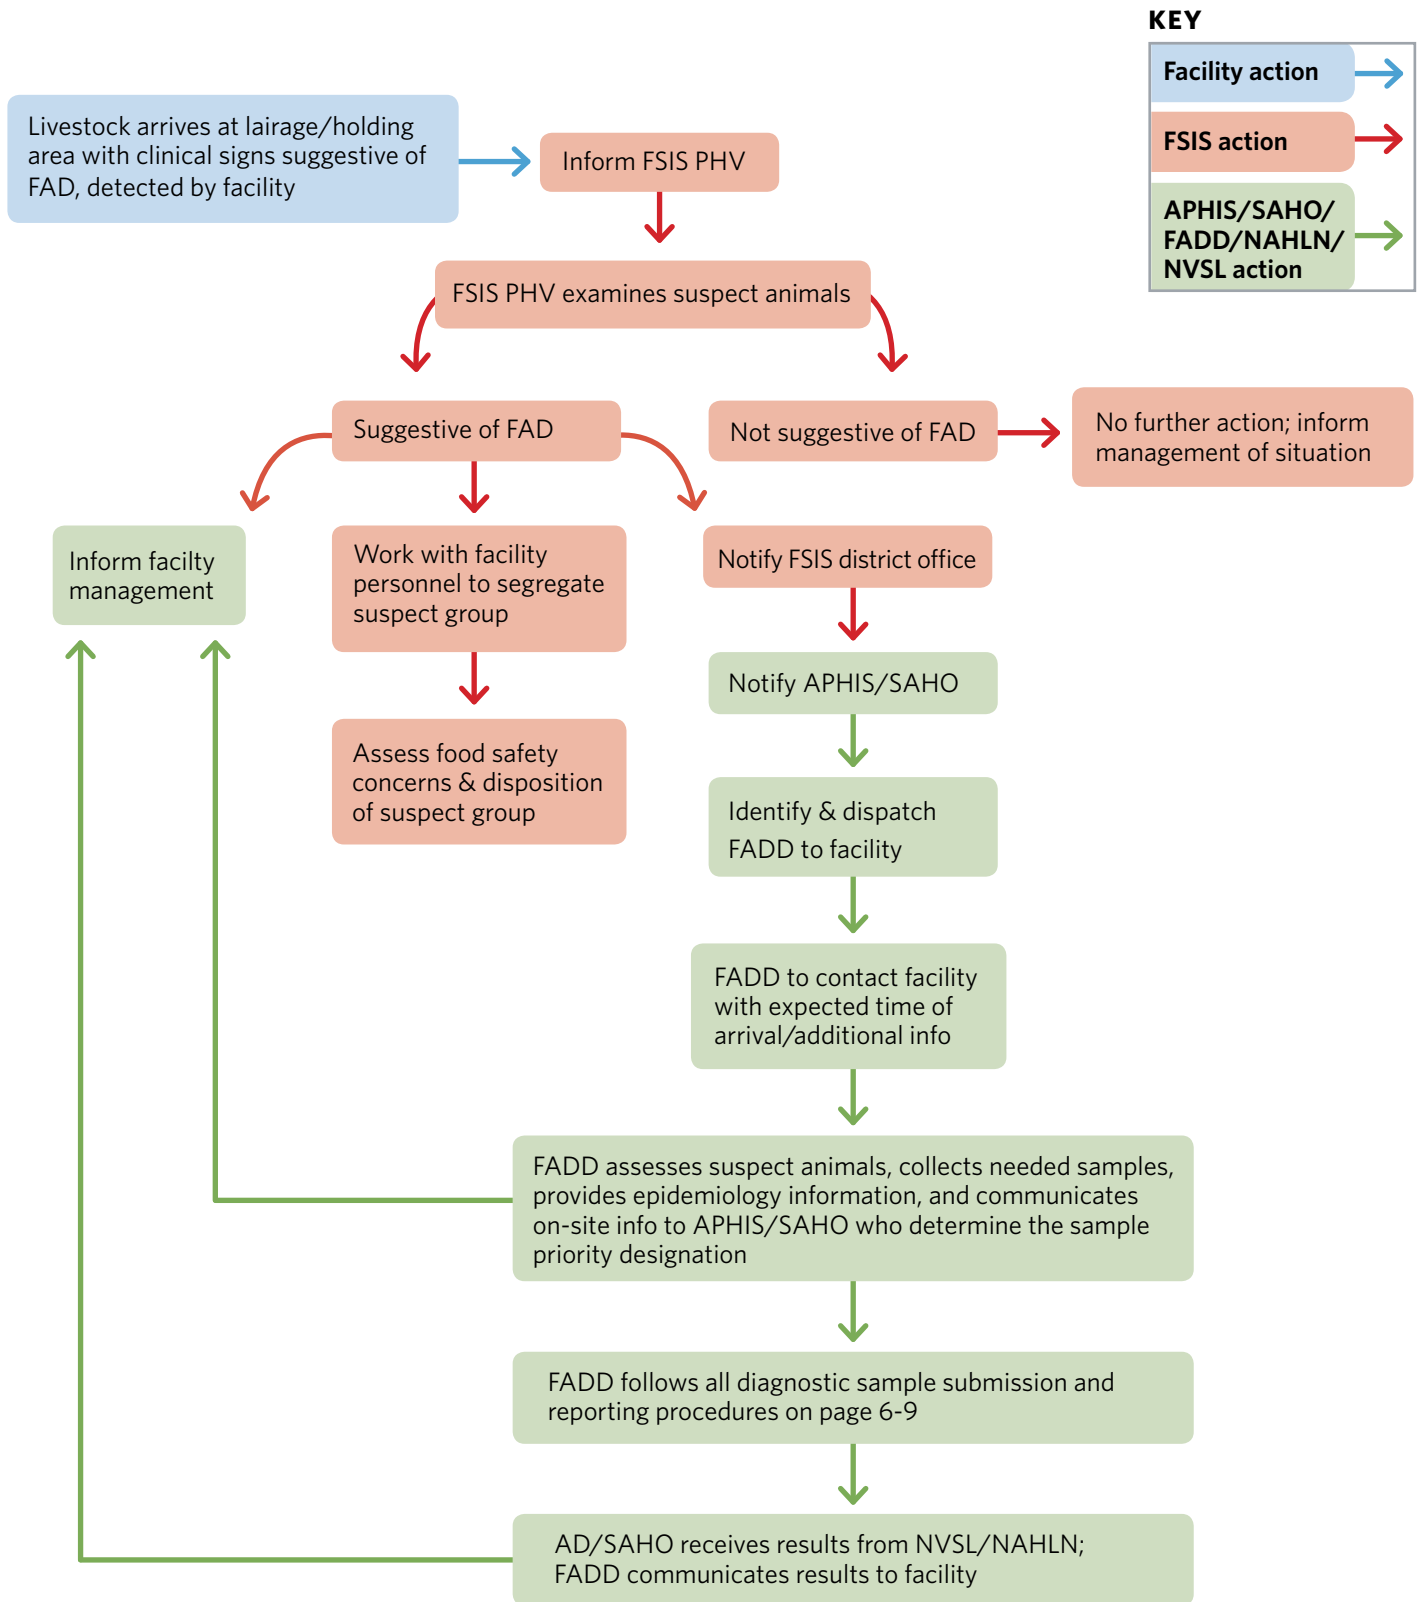 KEY
Facility action
FSIS action
APHIS/SAHO/
FADD/NAHLN/
NVSL action
Livestock arrives at lairage/holding
area with clinical signs suggestive of
FAD, detected by facility
Inform FSIS PHV
FSIS PHV examines suspect animals
Suggestive of FAD
Not suggestive of FAD
No further action; inform
management of situation
Inform facilty
management
Work with facility
personnel to segregate
suspect group
Notify FSIS district office
Assess food safety
concerns & disposition
of suspect group
Notify APHIS/SAHO
Identify & dispatch
FADD to facility
FADD to contact facility
with expected time of
arrival/additional info
FADD assesses suspect animals, collects needed samples,
provides epidemiology information, and communicates
on-site info to APHIS/SAHO who determine the sample
priority designation
FADD follows all diagnostic sample submission and
reporting procedures on page 6-9
AD/SAHO receives results from NVSL/NAHLN;
FADD communicates results to facility